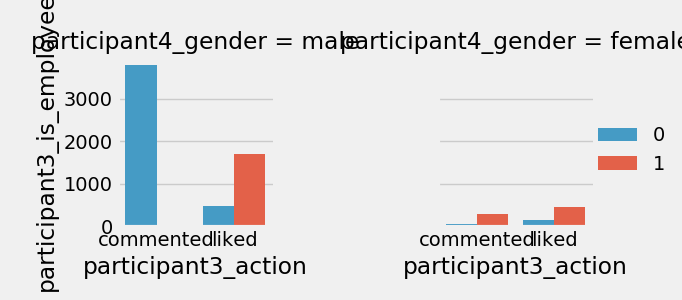 participant4_gender = male
participant4_gender = female
participant3_is_employee
3000
2000
1000
0
commented liked
commented liked
participant3_action
participant3_action
0
1